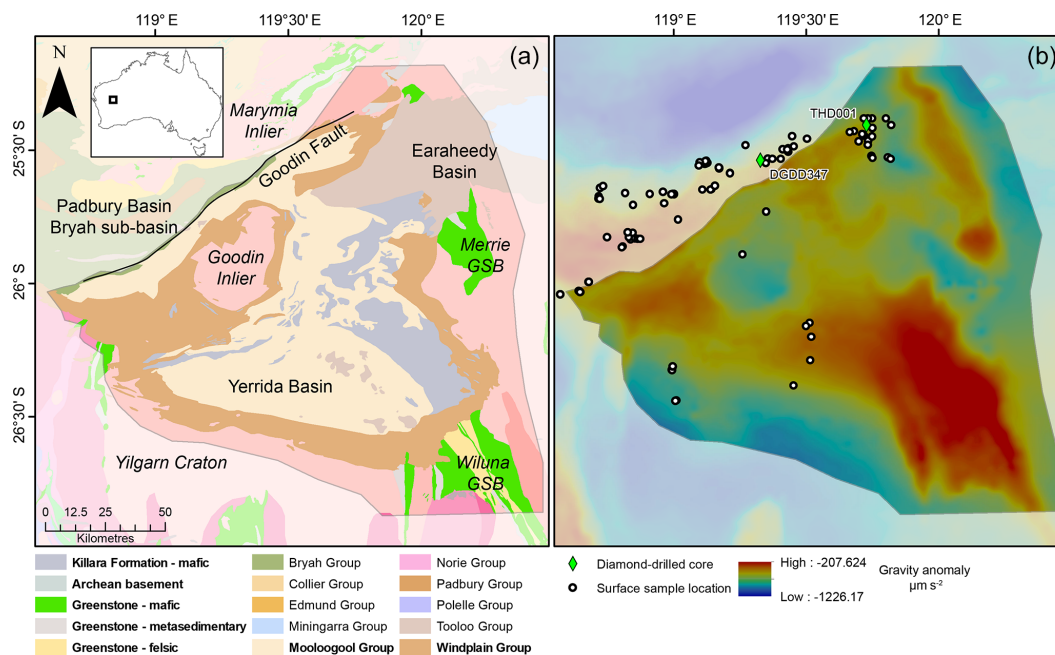 119° E
119°30' E
120° E
119° E
119°30' E
120° E
N
(a)
(b)
Marymia
Inlier
Goodin Fault
THD001
25°30' S
Earaheedy
Basin
DGDD347
Padbury Basin
Bryah sub-basin
Goodin
Inlier
Merrie
GSB
26° S
Yerrida Basin
26°30' S
Yilgarn Craton
Wiluna
GSB
0 12.5 25 50
Kilometres
Killara Formation - mafic
Archean basement
Greenstone - mafic
Greenstone - metasedimentary
Greenstone - felsic
Bryah Group
Collier Group
Edmund Group
Miningarra Group
Mooloogool Group
Norie Group
Padbury Group
Polelle Group
Tooloo Group
Windplain Group
Diamond-drilled core
Surface sample location
High : -207.624
Low : -1226.17
Gravity anomaly
µm s⁻²